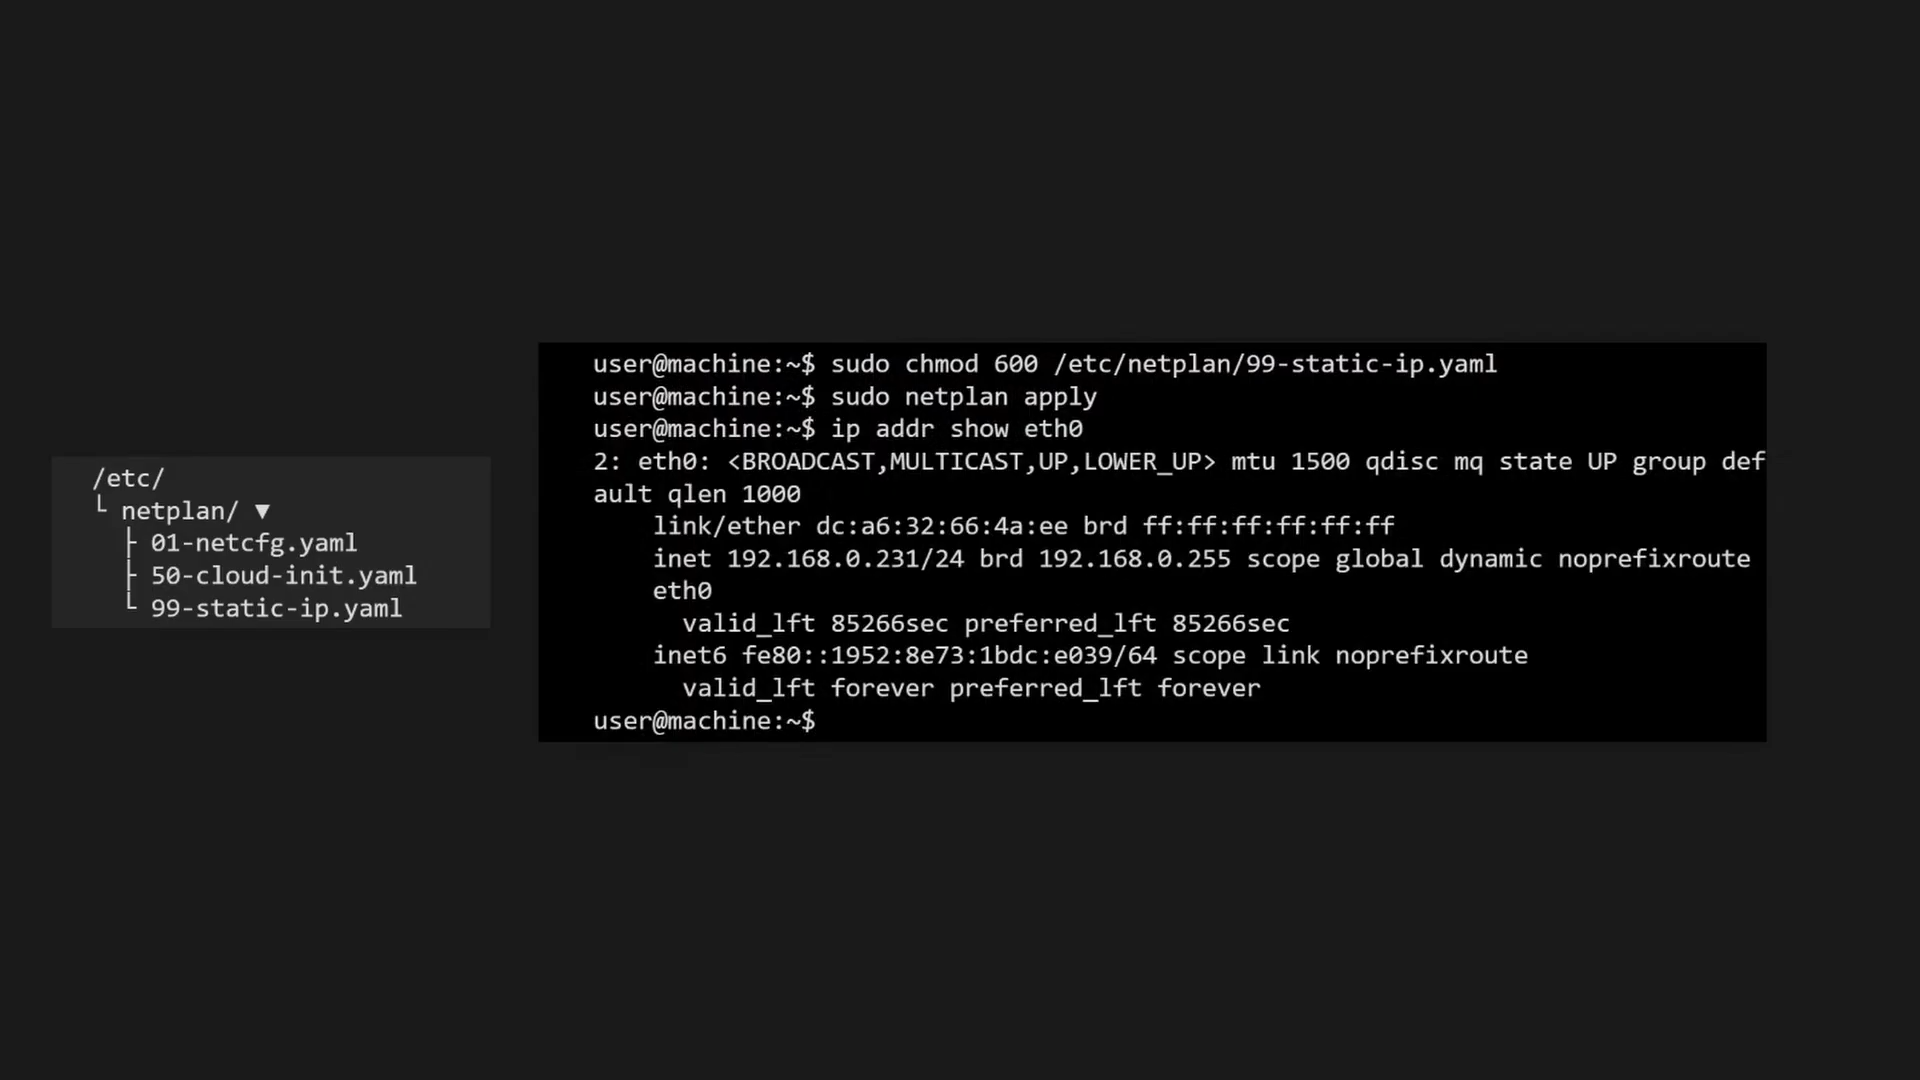 /etc/
└ netplan/ ▼
├ 01-netcfg.yaml
├ 50-cloud-init.yaml
└ 99-static-ip.yaml
user@machine:~$ sudo chmod 600 /etc/netplan/99-static-ip.yaml
user@machine:~$ sudo netplan apply
user@machine:~$ ip addr show eth0
2: eth0: <BROADCAST,MULTICAST,UP,LOWER_UP> mtu 1500 qdisc mq state UP group def
ault qlen 1000
link/ether dc:a6:32:66:4a:ee brd ff:ff:ff:ff:ff:ff
inet 192.168.0.231/24 brd 192.168.0.255 scope global dynamic noprefixroute
eth0
valid_lft 85266sec preferred_lft 85266sec
inet6 fe80::1952:8e73:1bdc:e039/64 scope link noprefixroute
valid_lft forever preferred_lft forever
user@machine:~$